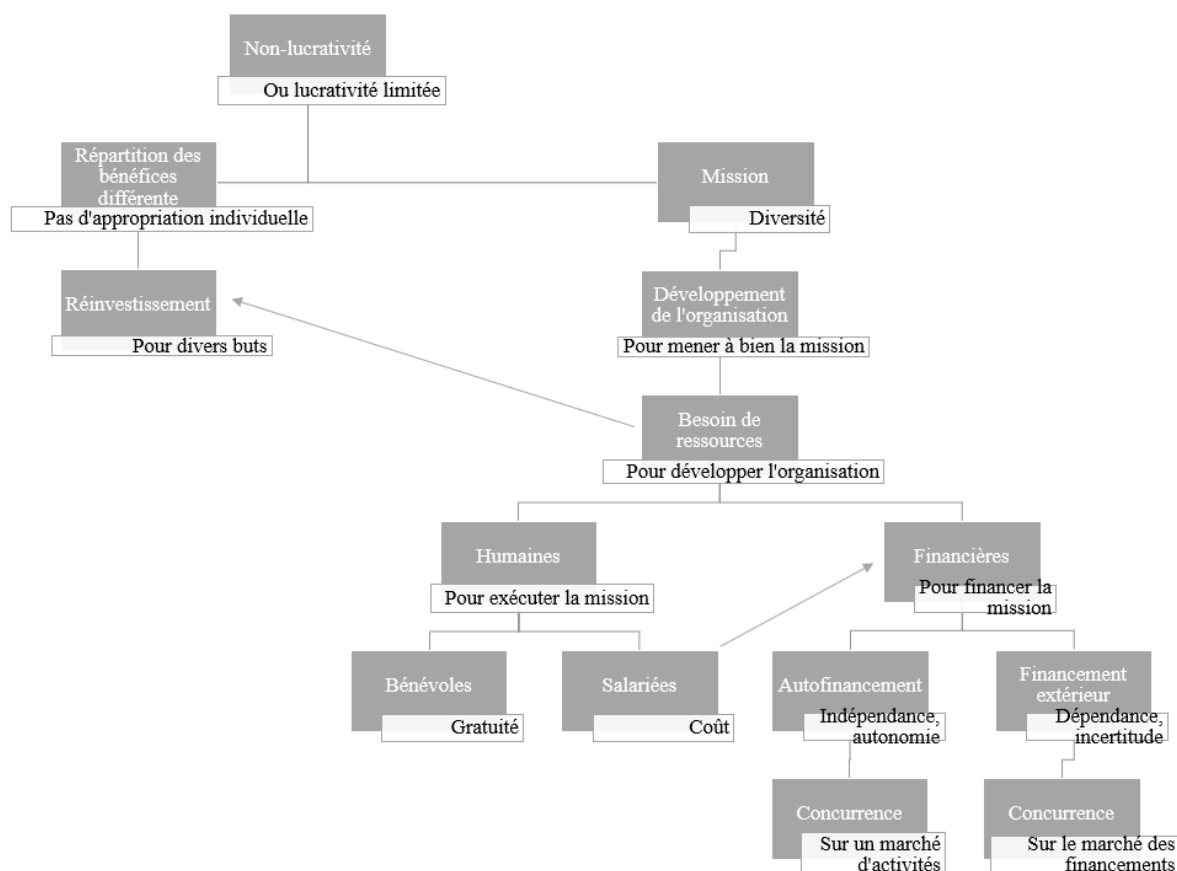 Non-lucrativité
Ou lucrativité limitée
Répartition des
bénéfices
différente
Pas d'appropriation individuelle
Mission
Diversité
Réinvestissement
Pour divers buts
Développement
de l'organisation
Pour mener à bien la mission
Besoin de
ressources
Pour développer l'organisation
Humaines
Pour exécuter la mission
Financières
Pour financer la
mission
Bénévoles
Gratuité
Salariées
Coût
Autofinancement
Indépendance,
autonomie
Financement
extérieur
Dépendance,
incertitude
Concurrence
Sur un marché
d'activités
Concurrence
Sur le marché des
financements